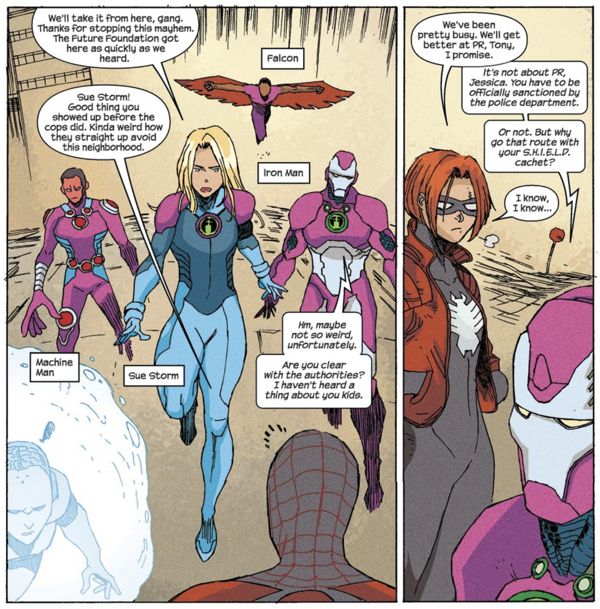 We'll take it from here, gang.
Thanks for stopping this mayhem.
The Future Foundation got
here as quickly as we
heard.
Falcon
Sue Storm!
Good thing you
showed up before the
cops did. Kinda weird how
they straight up avoid
this neighborhood.
Iron Man
Machine
Man
Sue Storm
Hm, maybe
not so weird,
unfortunately.
Are you clear
with the authorities?
I haven't heard a
thing about you kids.
We've been
pretty busy. We'll get
better at PR, Tony,
I promise.
It's not about PR,
Jessica. You have to be
officially sanctioned by
the police department.
Or not. But why
go that route with
your S.H.I.E.L.D.
cachet?
I know,
I know...